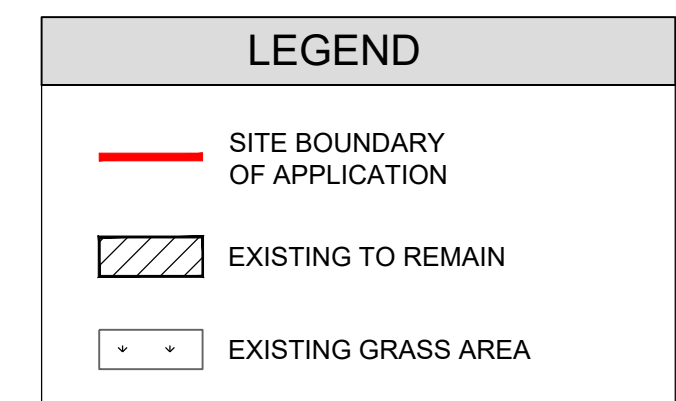 LEGEND
SITE BOUNDARY
OF APPLICATION
EXISTING TO REMAIN
EXISTING GRASS AREA